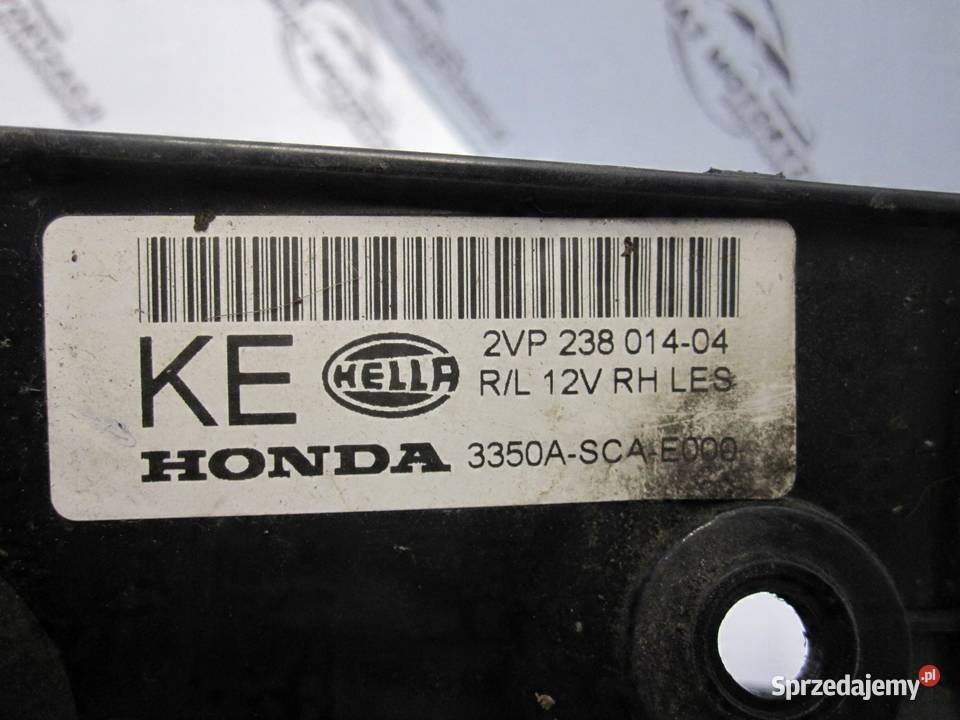 KE
HELLA
2VP 238 014-04
R/L 12V RH LES
HONDA
3350A-SCA-E000
Sprzedajemy.pl